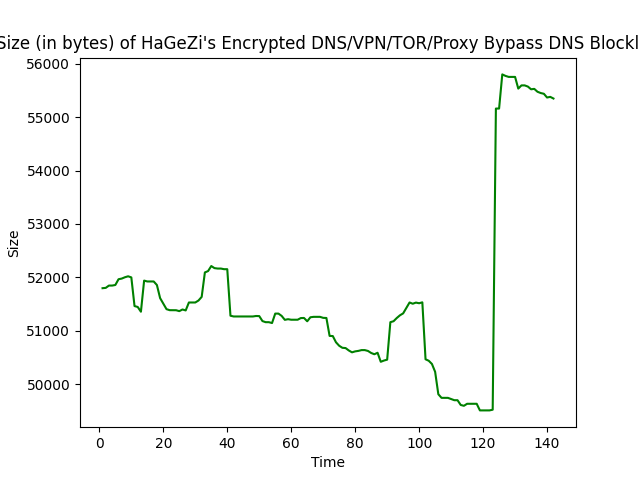 Size (in bytes) of HaGeZi's Encrypted DNS/VPN/TOR/Proxy Bypass DNS Blockl
56000
55000
54000
53000
52000
51000
50000
Size
0 20 40 60 80 100 120 140
Time